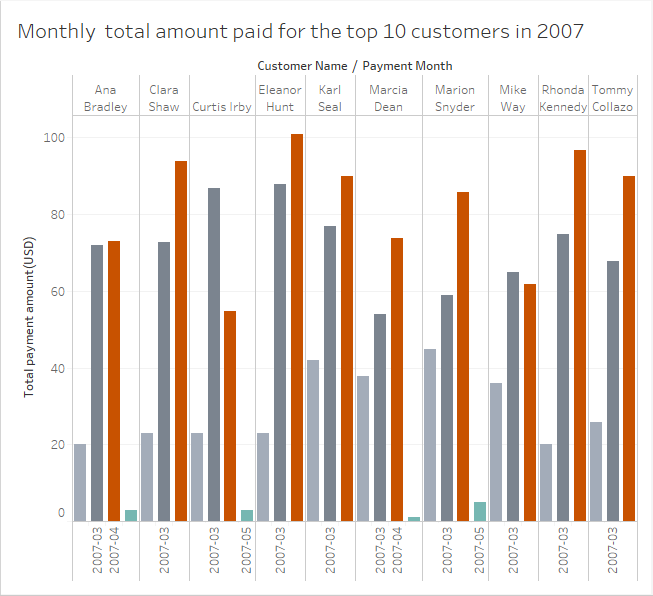 Monthly  total amount paid for the top 10 customers in 2007
Customer Name / Payment Month
Ana Bradley
Clara Shaw
Curtis Irby
Eleanor Hunt
Karl Seal
Marcia Dean
Marion Snyder
Mike Way
Rhonda Kennedy
Tommy Collazo
Total payment amount(USD)
100
80
60
40
20
0
2007-03
2007-04
2007-03
2007-03
2007-05
2007-03
2007-03
2007-03
2007-04
2007-03
2007-05
2007-03
2007-03
2007-03